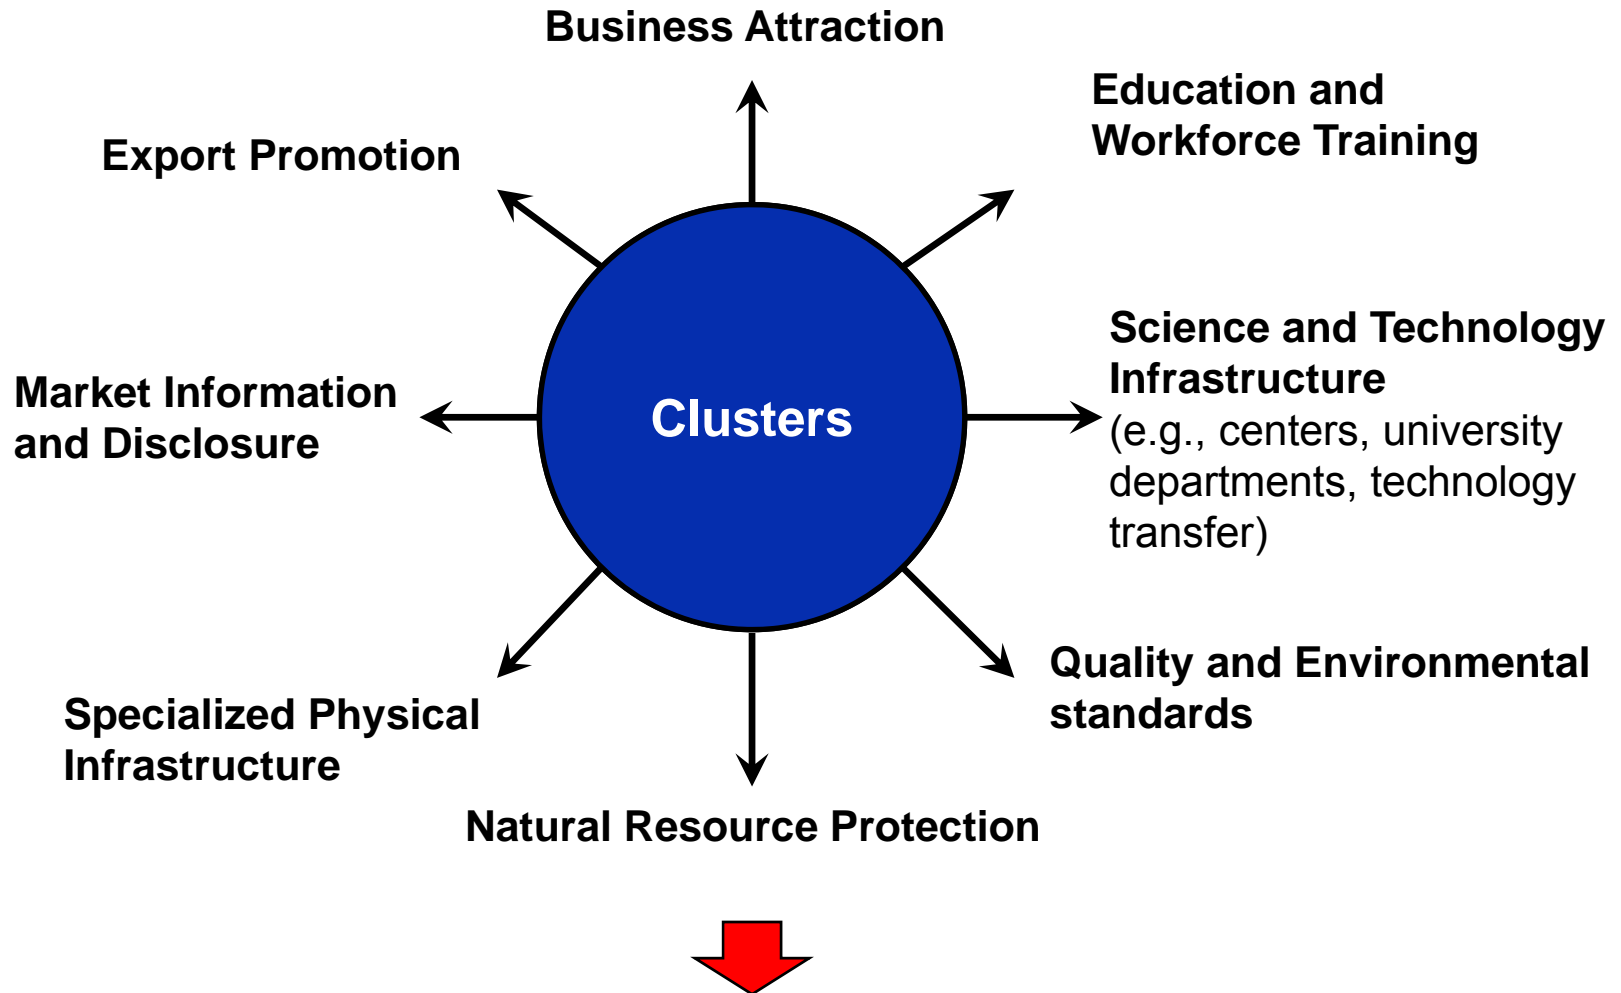 Business Attraction
Education and
Workforce Training
Export Promotion
Science and Technology
Infrastructure
(e.g., centers, university
departments, technology
transfer)
Market Information
and Disclosure
Clusters
Quality and Environmental
standards
Specialized Physical
Infrastructure
Natural Resource Protection